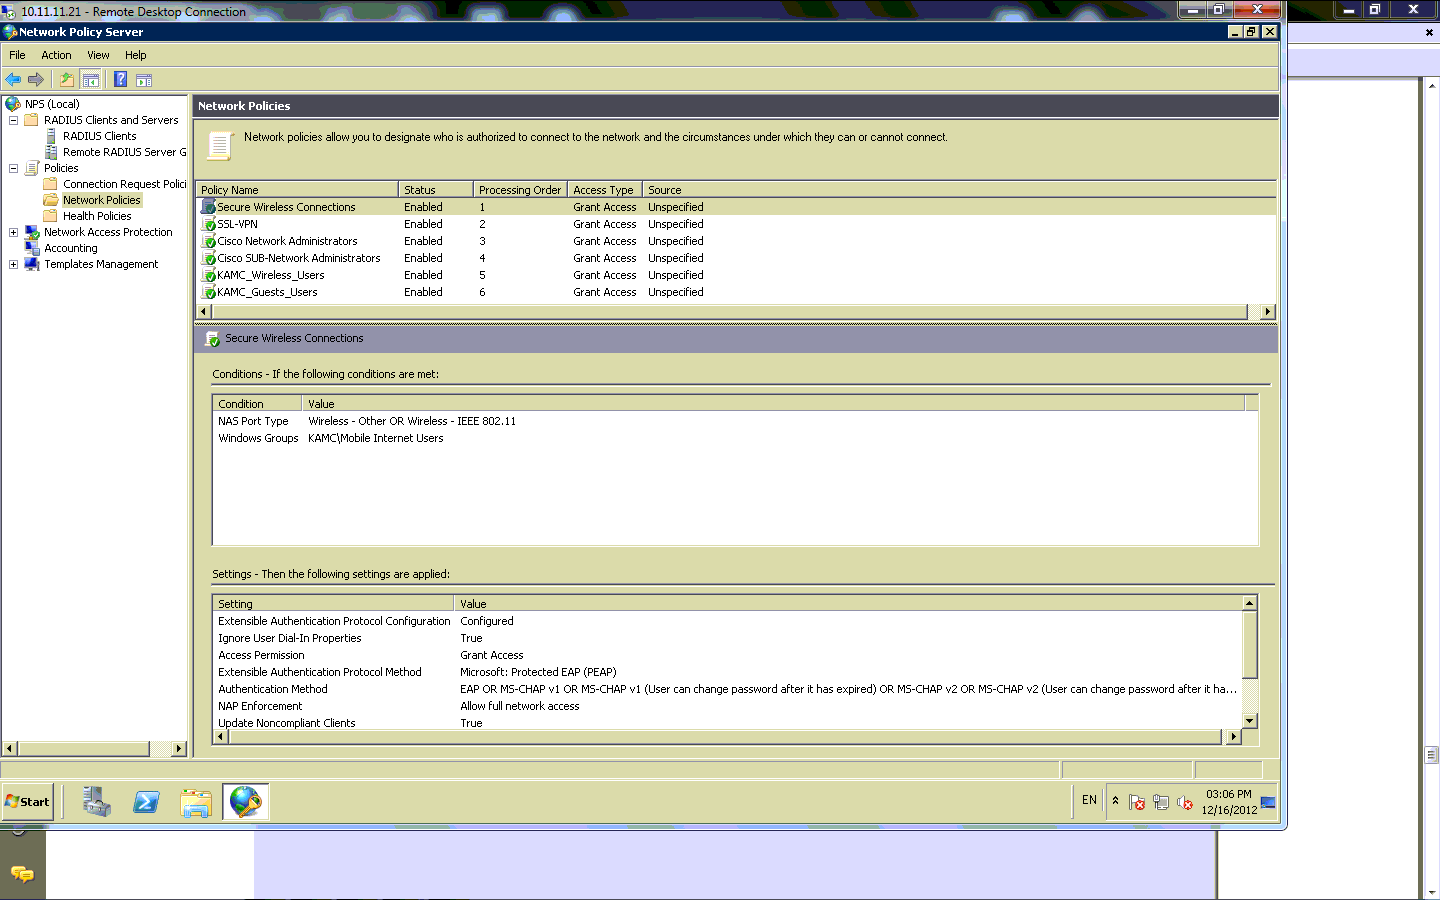 10.11.11.21 - Remote Desktop Connection
Network Policy Server
File Action View Help
NPS (Local)
RADIUS Clients and Servers
RADIUS Clients
Remote RADIUS Server G
Policies
Connection Request Polici
Network Policies
Health Policies
Network Access Protection
Accounting
Templates Management
Network Policies
Network policies allow you to designate who is authorized to connect to the network and the circumstances under which they can or cannot connect.
Policy Name Status Processing Order Access Type Source
Secure Wireless Connections Enabled 1 Grant Access Unspecified
SSL-VPN Enabled 2 Grant Access Unspecified
Cisco Network Administrators Enabled 3 Grant Access Unspecified
Cisco SUB-Network Administrators Enabled 4 Grant Access Unspecified
KAMC_Wireless_Users Enabled 5 Grant Access Unspecified
KAMC_Guests_Users Enabled 6 Grant Access Unspecified
Secure Wireless Connections
Conditions - If the following conditions are met:
Condition Value
NAS Port Type Wireless - Other OR Wireless - IEEE 802.11
Windows Groups KAMC\Mobile Internet Users
Settings - Then the following settings are applied:
Setting Value
Extensible Authentication Protocol Configuration Configured
Ignore User Dial-In Properties True
Access Permission Grant Access
Extensible Authentication Protocol Method Microsoft: Protected EAP (PEAP)
Authentication Method EAP OR MS-CHAP v1 OR MS-CHAP v1 (User can change password after it has expired) OR MS-CHAP v2 OR MS-CHAP v2 (User can change password after it ha...
NAP Enforcement Allow full network access
Update Noncompliant Clients True
Start
EN
03:06 PM
12/16/2012